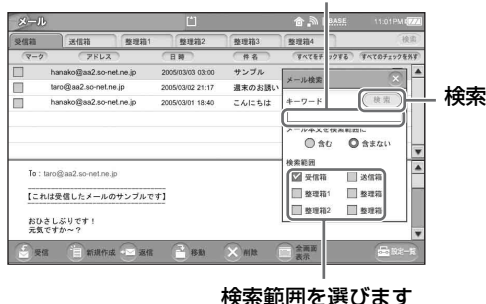 メール
BASE 11:01PM
受信箱 送信箱 整理箱1 整理箱2 整理箱3 整理箱4 検索
マーク アドレス 日時 件名 すべてをチェックする すべてのチェックを外す
hanako@aa2.so-net.ne.jp 2005/03/03 03:00 サンプル
taro@aa2.so-net.ne.jp 2005/03/02 21:17 週末のお誘い
hanako@aa2.so-net.ne.jp 2005/03/01 18:40 こんにちは
メール検索
キーワード 検索
メール本文を検索範囲に
含む 含まない
検索範囲
受信箱 送信箱
整理箱1 整理箱
整理箱2 整理箱
To : taro@aa2.so-net.ne.jp
【これは受信したメールのサンプルです】
おひさしぶりです！
元気ですか～？
受信 新規作成 返信 移動 削除 全画面表示 設定一覧
検索
検索範囲を選びます